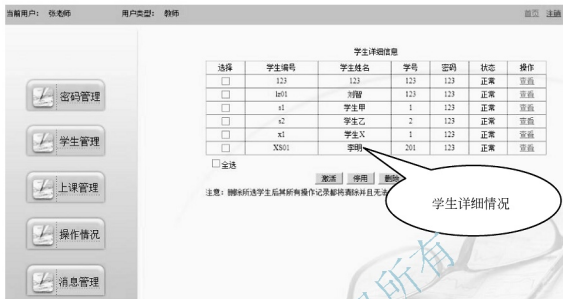 当前用户： 张老师 用户类型： 教师 首页 注销
学生详细信息
选择 学生编号 学生姓名 学号 密码 状态 操作
123 123 123 123 正常 查看
lz01 刘智 123 123 正常 查看
s1 学生甲 1 123 正常 查看
s2 学生乙 2 123 正常 查看
x1 学生X 1 123 正常 查看
XS01 李明 201 123 正常 查看
全选
激活 停用 删除
注意：删除所选学生后其所有操作记录都将清除并且无法
学生详细情况
密码管理
学生管理
上课管理
操作情况
消息管理
所有